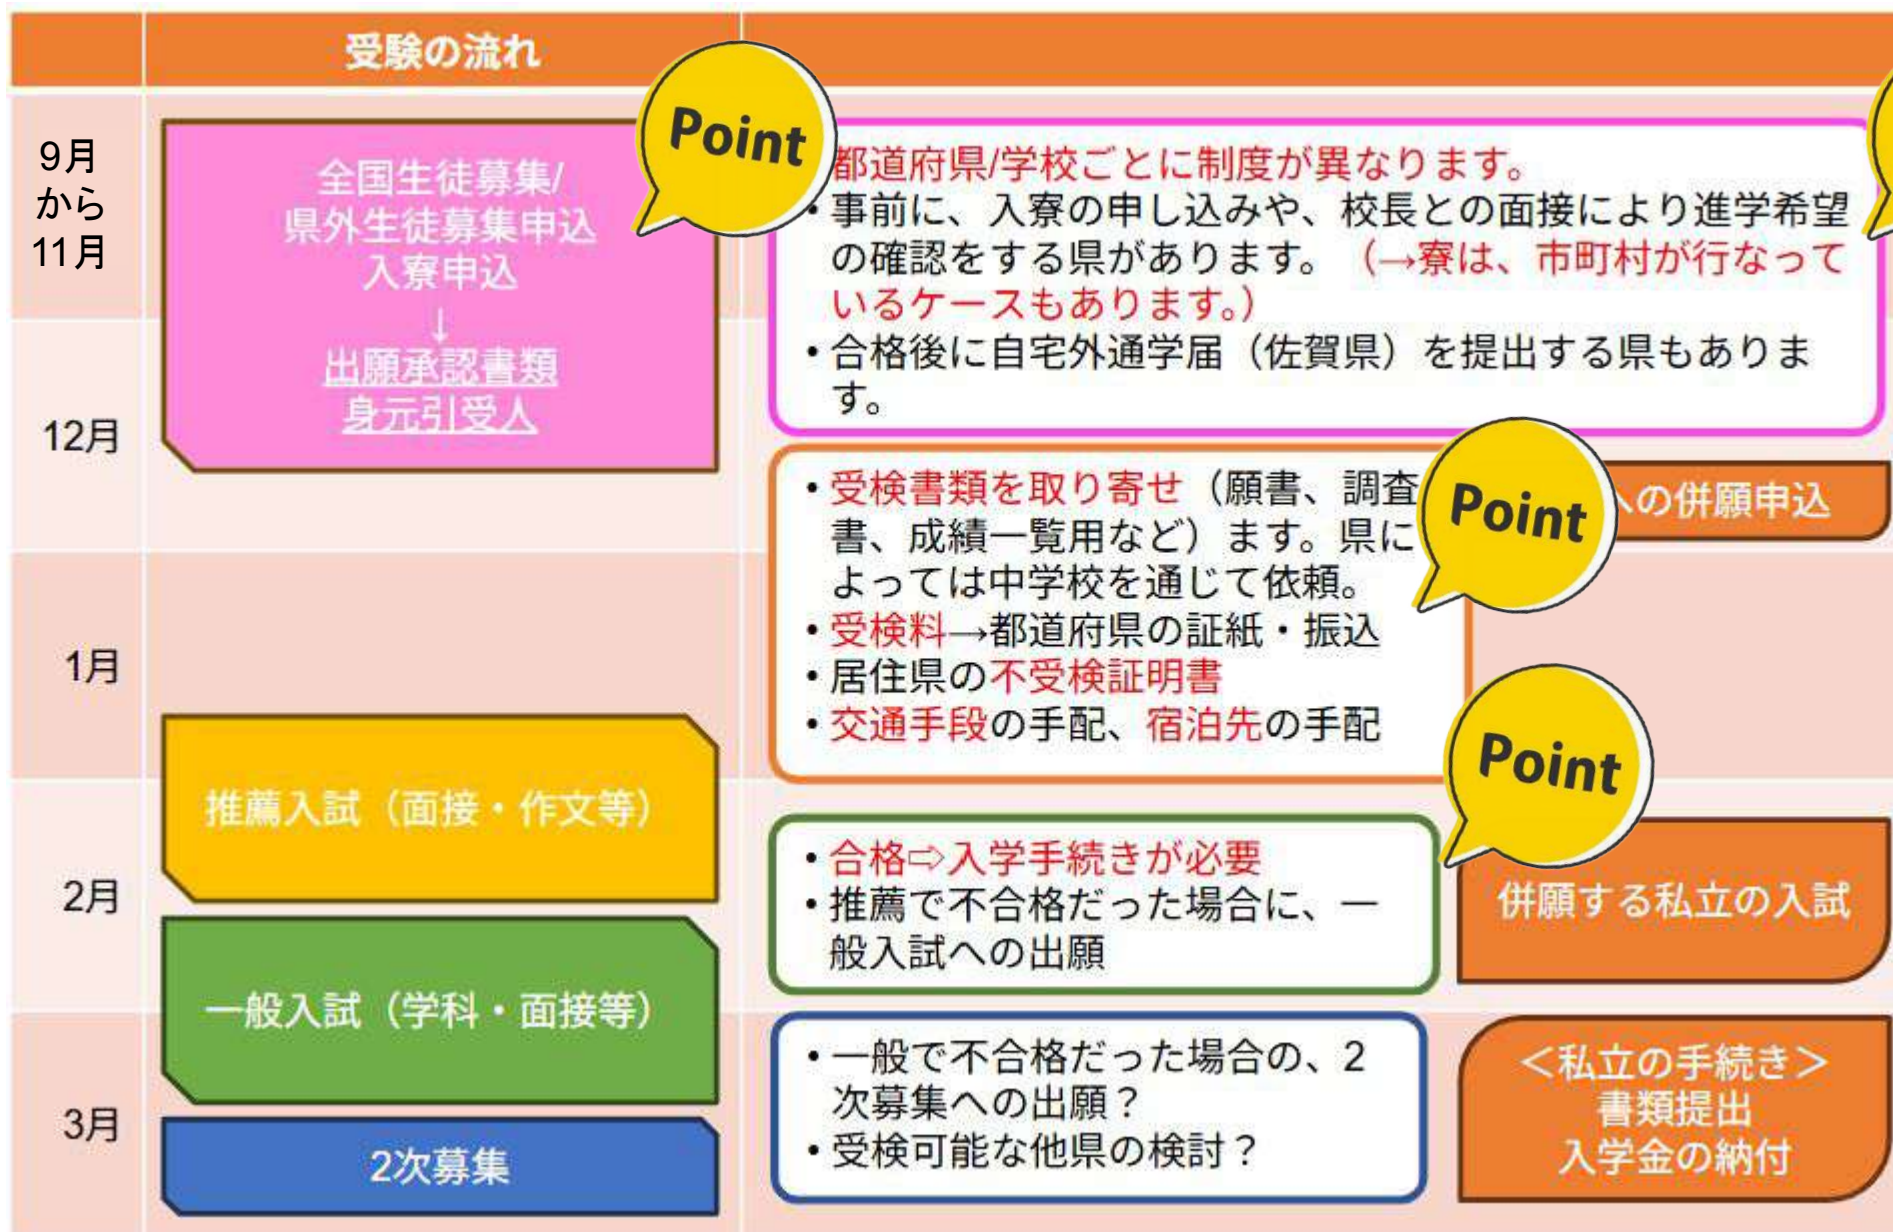 受験の流れ
9月
から
11月
全国生徒募集/
県外生徒募集申込
入寮申込
↓
出願承認書類
身元引受人
Point
都道府県/学校ごとに制度が異なります。
• 事前に、入寮の申し込みや、校長との面接により進学希望
の確認をする県があります。（→寮は、市町村が行なって
いるケースもあります。）
• 合格後に自宅外通学届（佐賀県）を提出する県もありま
す。
12月
• 受検書類を取り寄せ（願書、調査
書、成績一覧用など）ます。県に
よっては中学校を通じて依頼。
• 受検料→都道府県の証紙・振込
• 居住県の不受検証明書
• 交通手段の手配、宿泊先の手配
Point
への併願申込
1月
Point
推薦入試（面接・作文等）
2月
• 合格⇨入学手続きが必要
• 推薦で不合格だった場合に、一
般入試への出願
併願する私立の入試
一般入試（学科・面接等）
3月
• 一般で不合格だった場合の、2
次募集への出願？
• 受検可能な他県の検討？
＜私立の手続き＞
書類提出
入学金の納付
2次募集